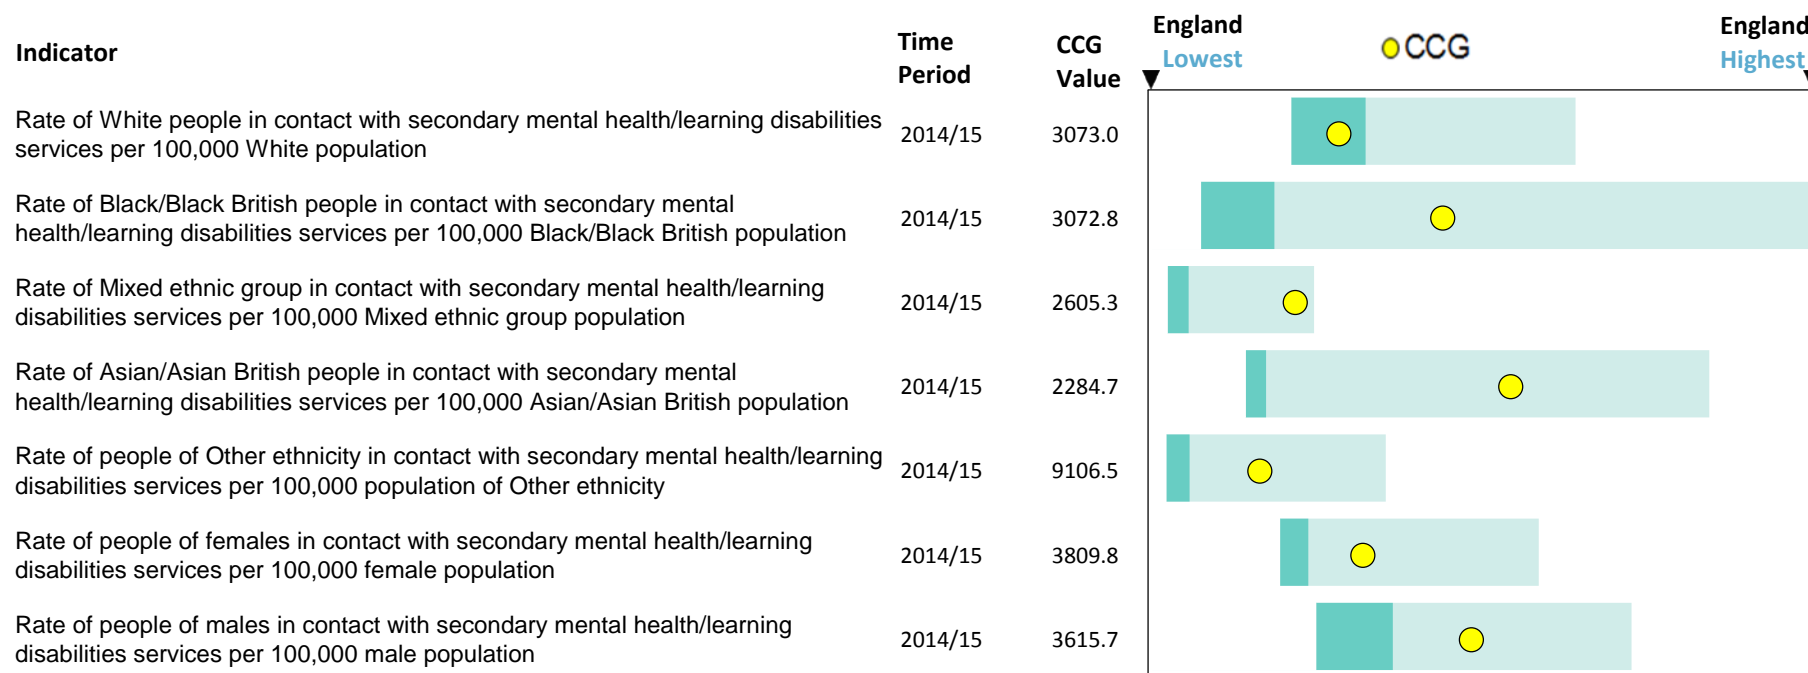 Indicator
Time
Period
CCG
Value
England
Lowest
CCG
England
Highest
Rate of White people in contact with secondary mental health/learning disabilities
services per 100,000 White population
2014/15
3073.0
Rate of Black/Black British people in contact with secondary mental
health/learning disabilities services per 100,000 Black/Black British population
2014/15
3072.8
Rate of Mixed ethnic group in contact with secondary mental health/learning
disabilities services per 100,000 Mixed ethnic group population
2014/15
2605.3
Rate of Asian/Asian British people in contact with secondary mental
health/learning disabilities services per 100,000 Asian/Asian British population
2014/15
2284.7
Rate of people of Other ethnicity in contact with secondary mental health/learning
disabilities services per 100,000 population of Other ethnicity
2014/15
9106.5
Rate of people of females in contact with secondary mental health/learning
disabilities services per 100,000 female population
2014/15
3809.8
Rate of people of males in contact with secondary mental health/learning
disabilities services per 100,000 male population
2014/15
3615.7